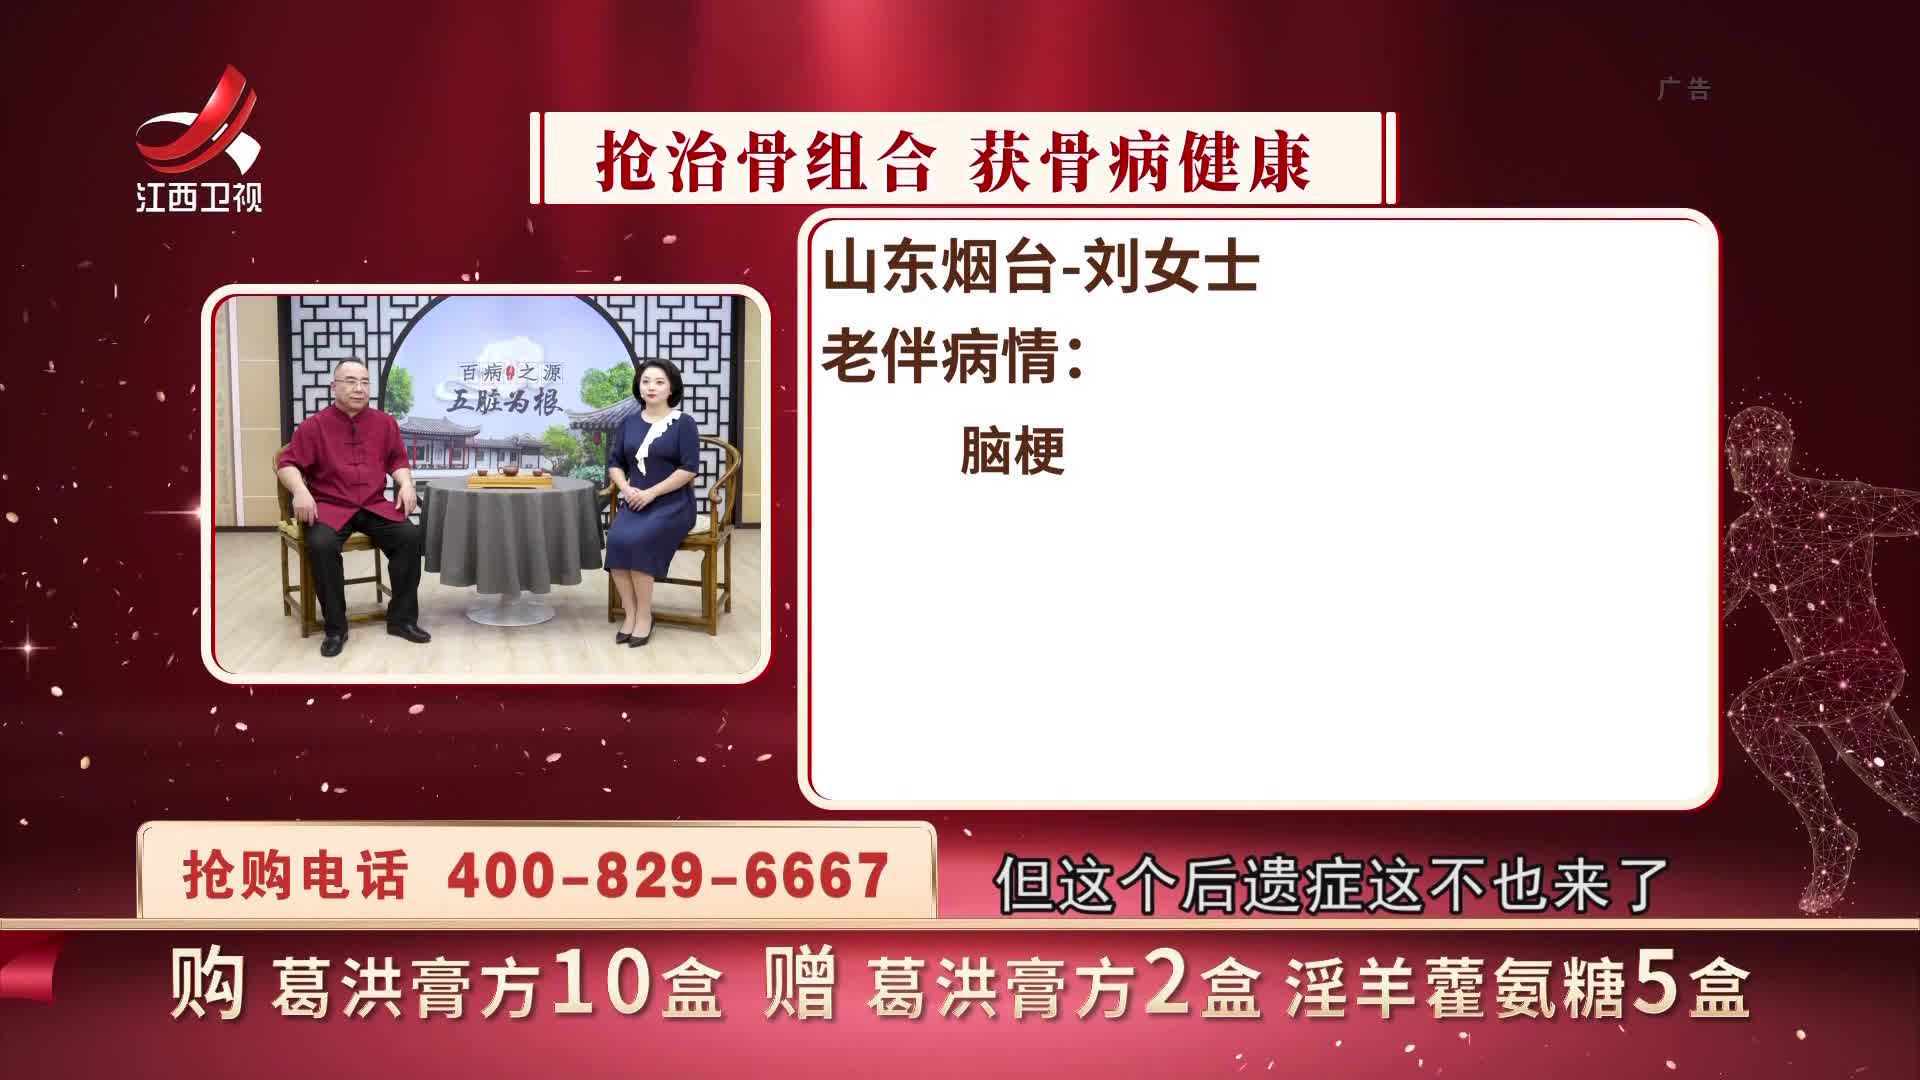 江西卫视
广告
抢治骨组合 获骨病健康
山东烟台-刘女士
老伴病情：
脑梗
百病之源
五脏为根
抢购电话 400-829-6667
但这个后遗症这不也来了
购 葛洪膏方10盒 赠 葛洪膏方2盒 淫羊藿氨糖5盒